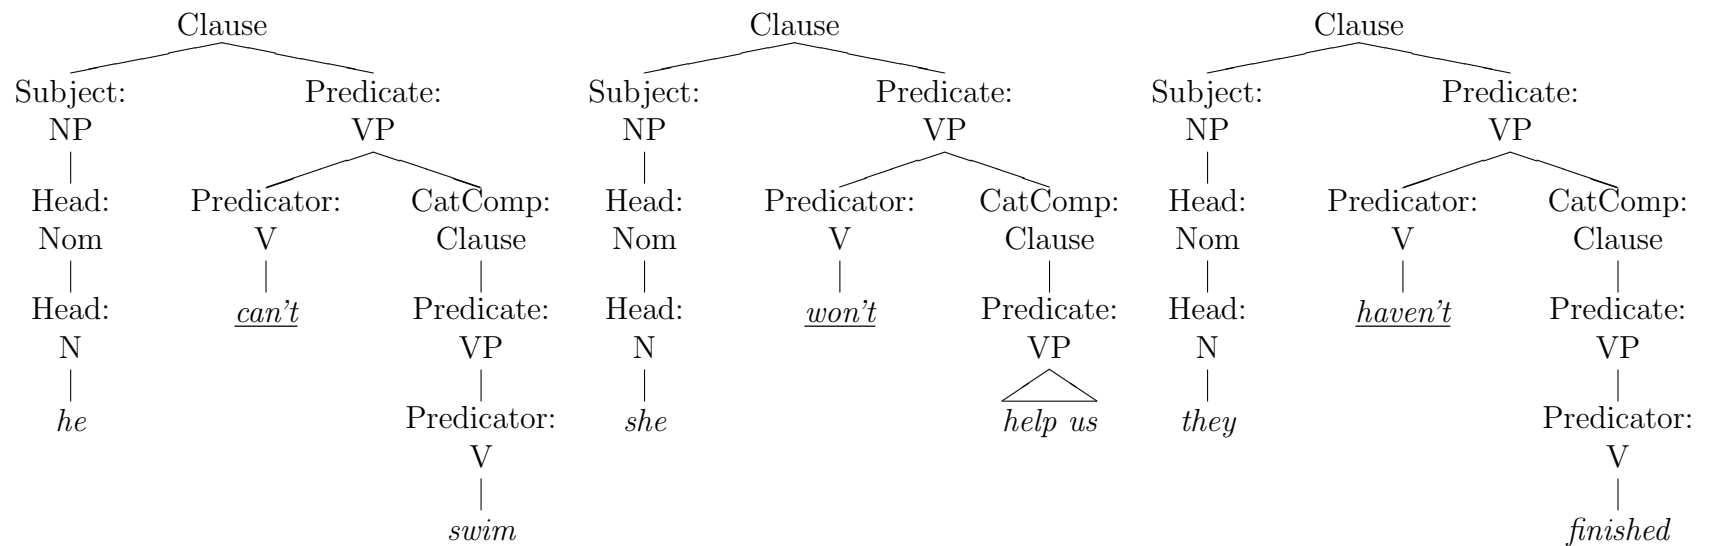 Clause Clause Clause
Subject: Predicate: Subject: Predicate: Subject: Predicate:
NP VP NP VP NP VP
Head: Predicator: CatComp: Head: Predicator: CatComp: Head: Predicator: CatComp:
Nom V Clause Nom V Clause Nom V Clause
Head: can't Predicate: Head: won't Predicate: Head: haven't Predicate:
N VP N VP N VP
he Predicator: she help us they Predicator:
V V
swim finished